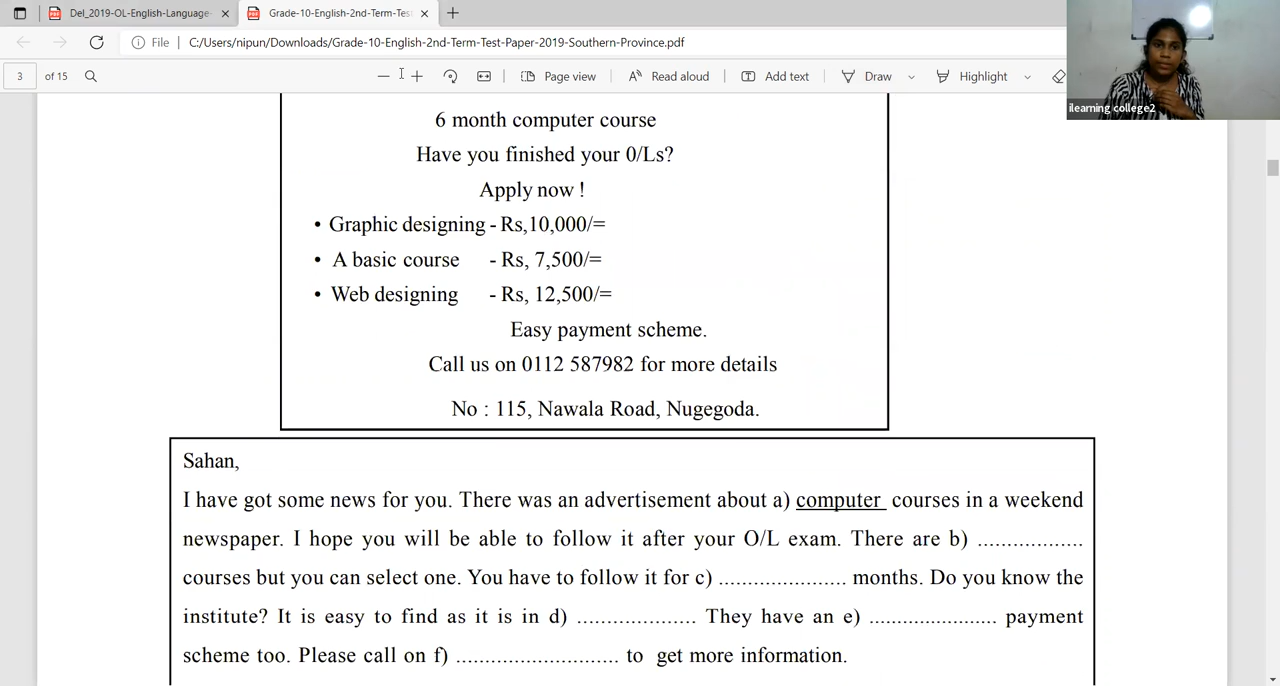 Del_2019-OL-English-Language-
Grade-10-English-2nd-Term-Test
File
C:/Users/nipun/Downloads/Grade-10-English-2nd-Term-Test-Paper-2019-Southern-Province.pdf
3 of 15
Page view
Read aloud
Add text
Draw
Highlight
ilearning college2
6 month computer course
Have you finished your 0/Ls?
Apply now !
• Graphic designing - Rs,10,000/=
• A basic course - Rs, 7,500/=
• Web designing - Rs, 12,500/=
Easy payment scheme.
Call us on 0112 587982 for more details
No : 115, Nawala Road, Nugegoda.
Sahan,
I have got some news for you. There was an advertisement about a) computer courses in a weekend
newspaper. I hope you will be able to follow it after your O/L exam. There are b) ..................
courses but you can select one. You have to follow it for c) ...................... months. Do you know the
institute? It is easy to find as it is in d) .................... They have an e) ...................... payment
scheme too. Please call on f) ............................ to get more information.